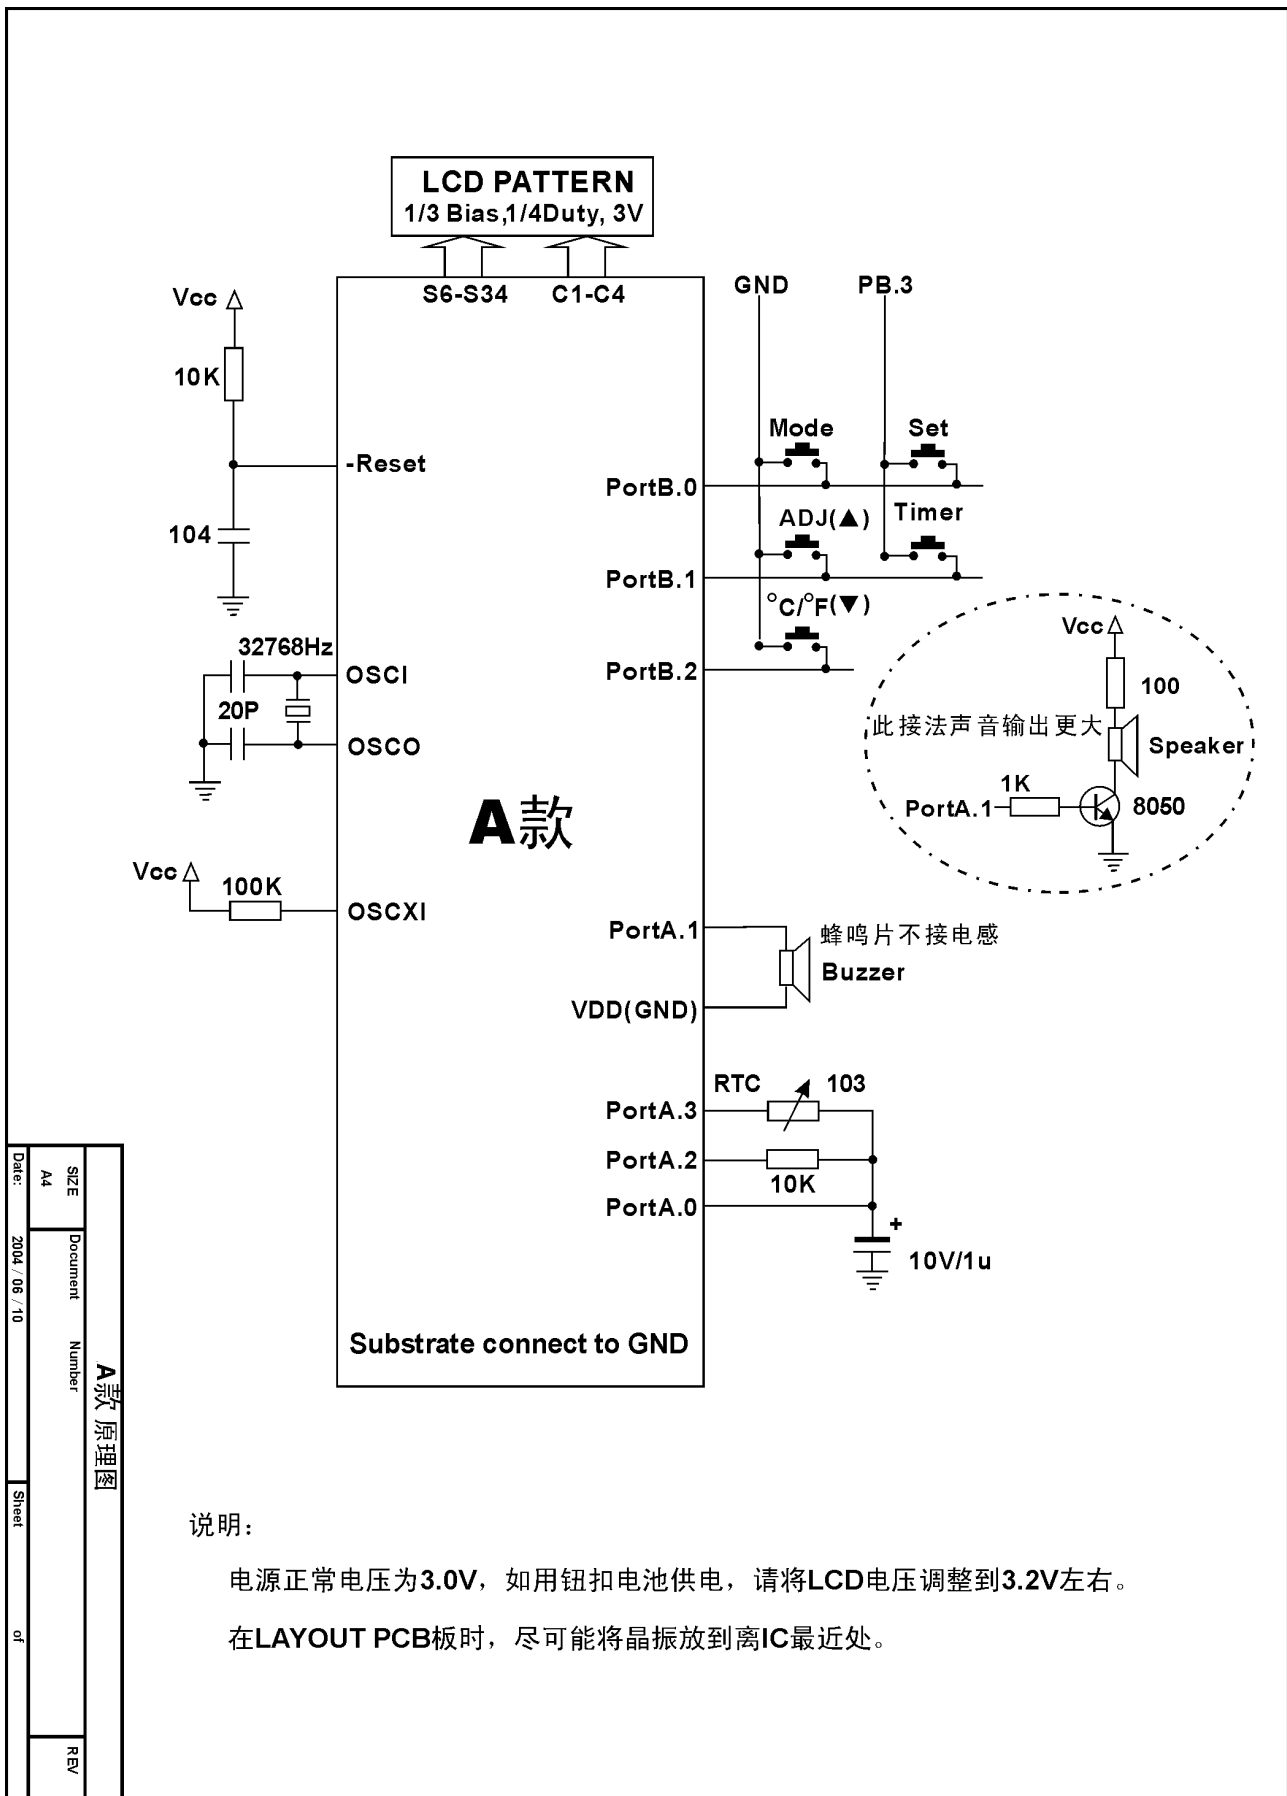 LCD PATTERN
1/3 Bias,1/4Duty, 3V
S6-S34
C1-C4
GND
PB.3
Vcc
10K
-Reset
104
Mode
Set
PortB.0
ADJ(▲)
Timer
PortB.1
°C/°F(▼)
PortB.2
32768Hz
OSCI
20P
OSCO
Vcc
100
此接法声音输出更大
Speaker
1K
PortA.1
8050
A款
Vcc
100K
OSCXI
PortA.1
蜂鸣片不接电感
Buzzer
VDD(GND)
RTC
103
PortA.3
PortA.2
10K
PortA.0
+
10V/1u
Substrate connect to GND
A款 原理图
SIZE
A4
Document Number
REV
Date: 2004 / 06 / 10
Sheet of
说明：
电源正常电压为3.0V，如用钮扣电池供电，请将LCD电压调整到3.2V左右。
在LAYOUT PCB板时，尽可能将晶振放到离IC最近处。